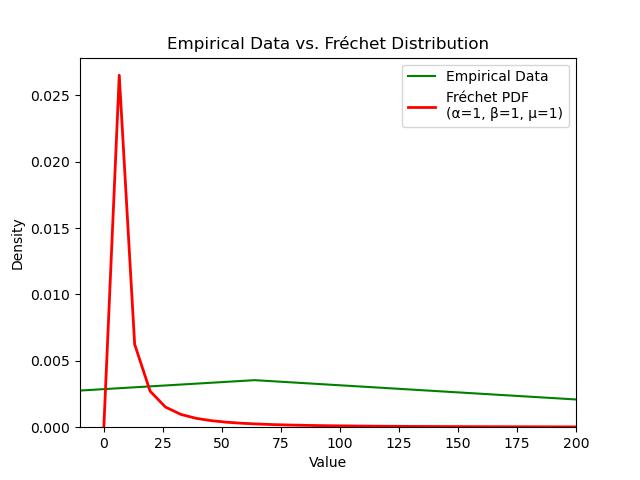 Empirical Data vs. Fréchet Distribution
Empirical Data
Fréchet PDF
(α=1, β=1, μ=1)
Density
0.025
0.020
0.015
0.010
0.005
0.000
0 25 50 75 100 125 150 175 200
Value